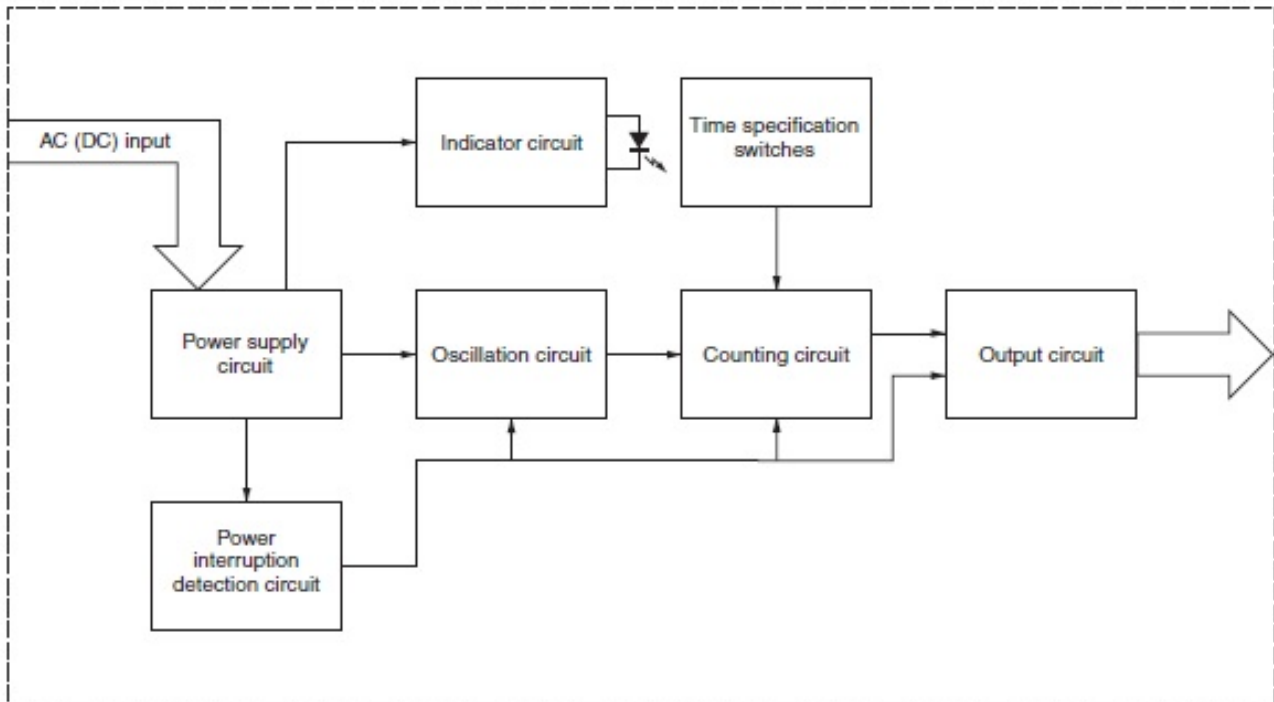 AC (DC) input
Indicator circuit
Time specification
switches
Power supply
circuit
Oscillation circuit
Counting circuit
Output circuit
Power
interruption
detection circuit